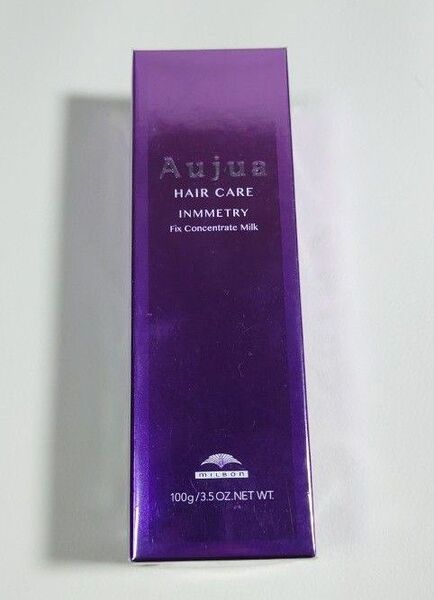 Aujua
HAIR CARE
INMMETRY
Fix Concentrate Milk
MILBON
100g/3.5 OZ.NET WT.